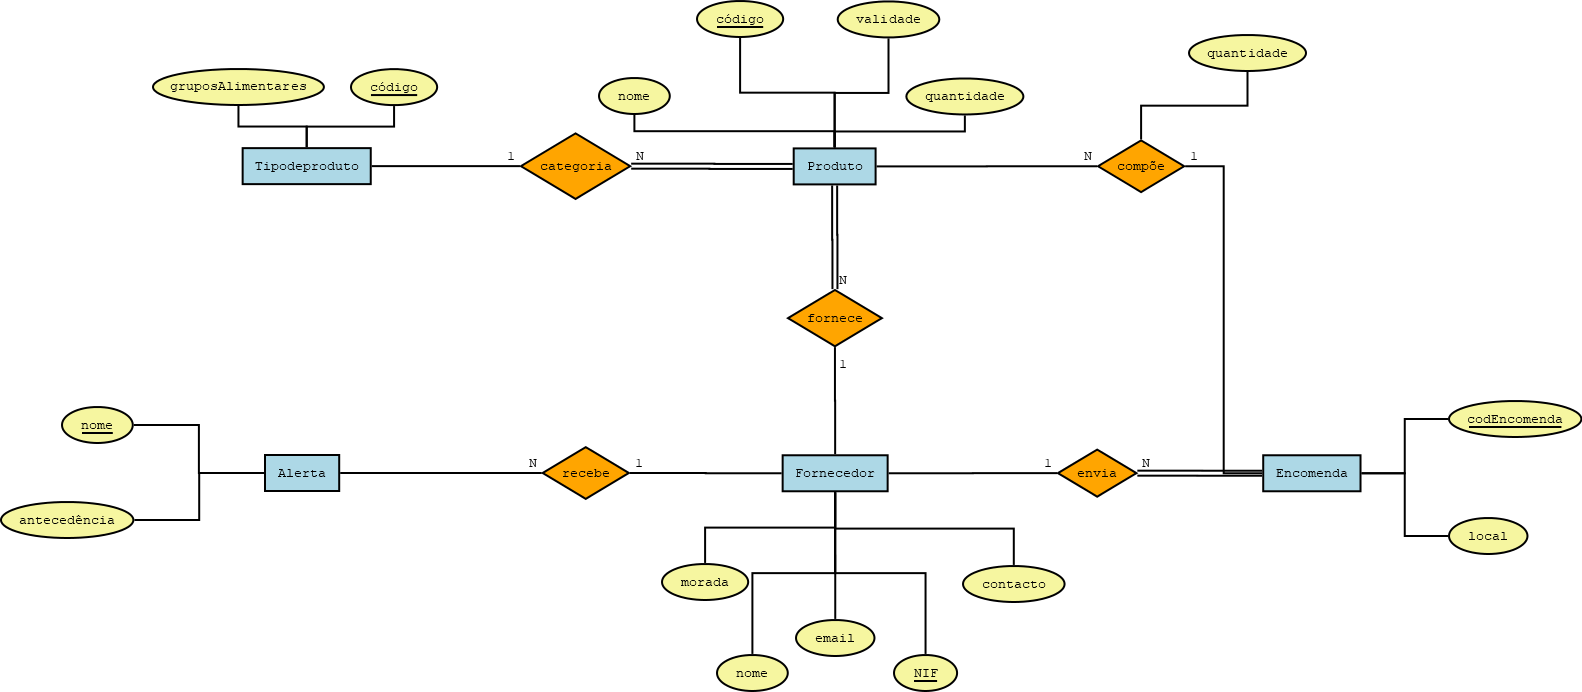 código
validade
quantidade
gruposAlimentares
código
nome
quantidade
Tipodeproduto
1
categoria
N
Produto
N
compõe
1
N
fornece
1
nome
codEncomenda
Alerta
N
recebe
1
Fornecedor
1
envia
N
Encomenda
antecedência
local
morada
contacto
email
nome
NIF